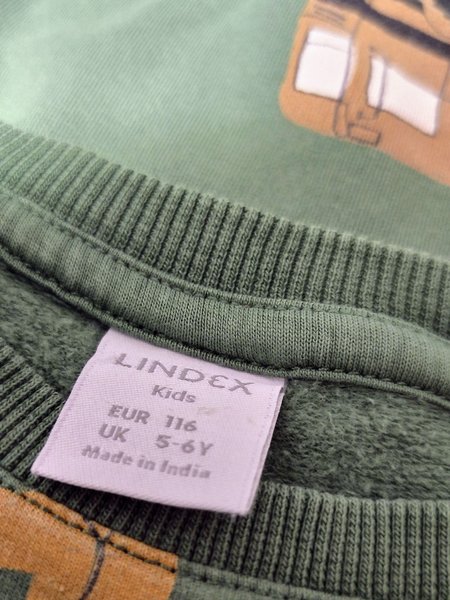 LINDEX
Kids
EUR 116
UK 5-6Y
Made in India